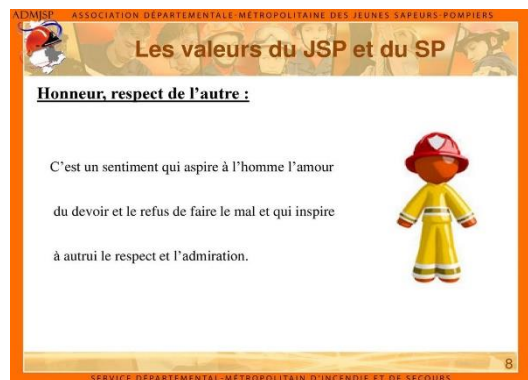 ADMJSP
ASSOCIATION DÉPARTEMENTALE-MÉTROPOLITAINE DES JEUNES SAPEURS-POMPIERS
Les valeurs du JSP et du SP
Honneur, respect de l’autre :
C’est un sentiment qui aspire à l’homme l’amour
du devoir et le refus de faire le mal et qui inspire
à autrui le respect et l’admiration.
8
SERVICE DÉPARTEMENTAL-MÉTROPOLITAIN D'INCENDIE ET DE SECOURS